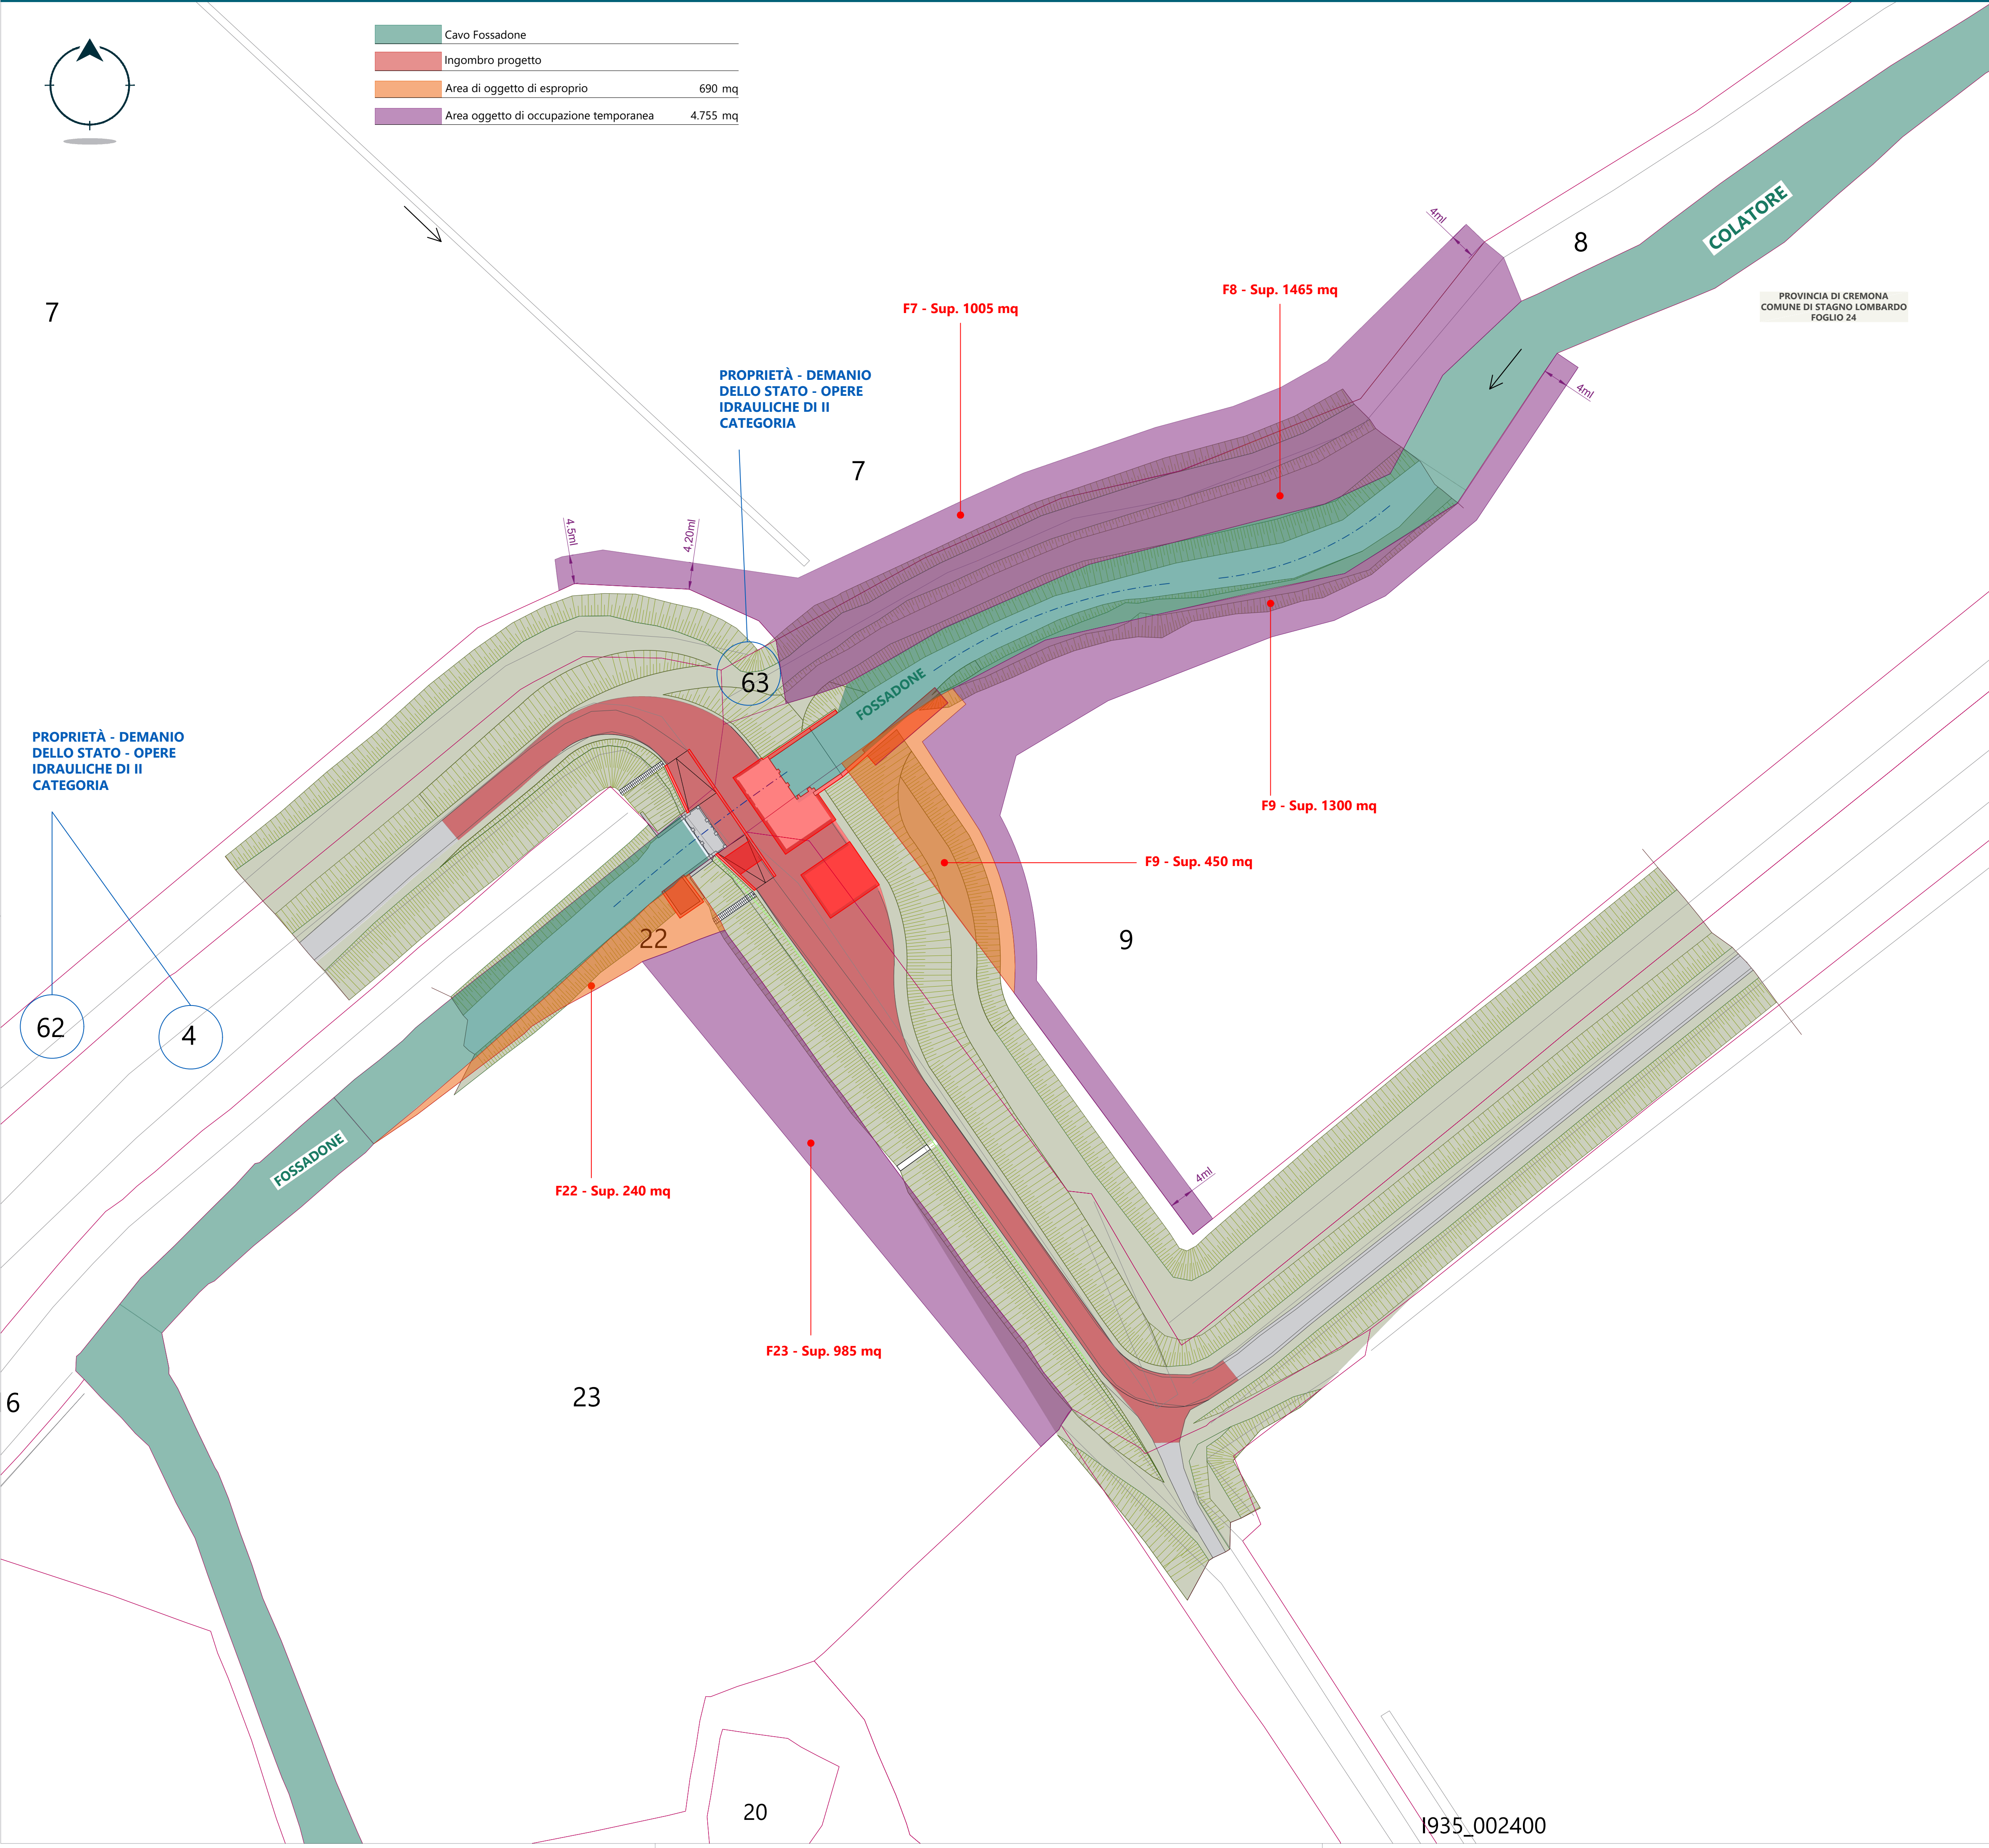 Cavo Fossadone
Ingombro progetto
Area di oggetto di esproprio 690 mq
Area oggetto di occupazione temporanea 4.755 mq
COLATORE
4ml
8
PROVINCIA DI CREMONA
COMUNE DI STAGNO LOMBARDO
FOGLIO 24
7
F7 - Sup. 1005 mq
F8 - Sup. 1465 mq
PROPRIETÀ - DEMANIO
DELLO STATO - OPERE
IDRAULICHE DI II
CATEGORIA
4ml
7
4.5ml
4.20ml
63
FOSSADONE
PROPRIETÀ - DEMANIO
DELLO STATO - OPERE
IDRAULICHE DI II
CATEGORIA
F9 - Sup. 1300 mq
F9 - Sup. 450 mq
22
9
62
4
FOSSADONE
F22 - Sup. 240 mq
4ml
F23 - Sup. 985 mq
23
6
20
I935_002400